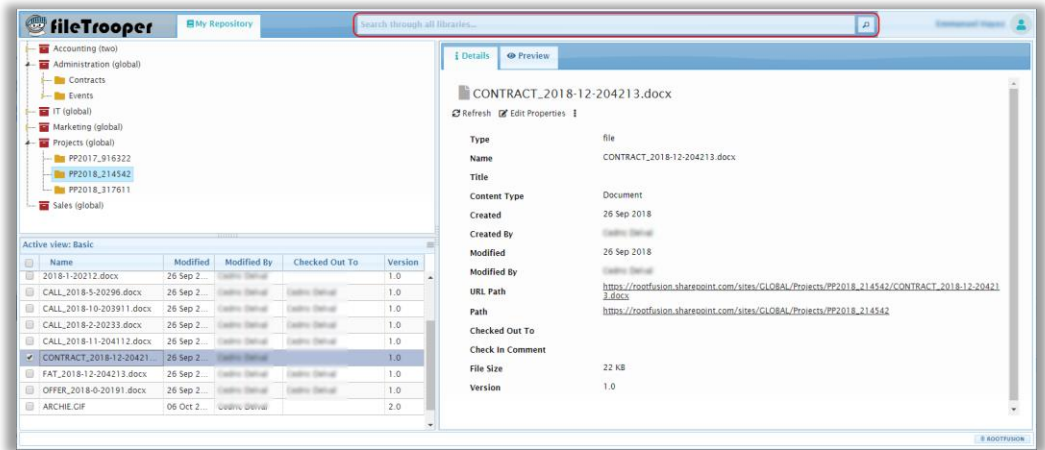 fileTrooper
My Repository
Search through all libraries...
Accounting (two)
Administration (global)
Contracts
Events
IT (global)
Marketing (global)
Projects (global)
PP2017_916322
PP2018_214542
PP2018_317611
Sales (global)
Active view: Basic
Name Modified Modified By Checked Out To Version
2018-1-20212.docx 26 Sep 2... 1.0
CALL_2018-5-20296.docx 26 Sep 2... 1.0
CALL_2018-10-203911.docx 26 Sep 2... 1.0
CALL_2018-2-20233.docx 26 Sep 2... 1.0
CALL_2018-11-204112.docx 26 Sep 2... 1.0
CONTRACT_2018-12-20421... 26 Sep 2... 1.0
FAT_2018-12-204213.docx 26 Sep 2... 1.0
OFFER_2018-0-20191.docx 26 Sep 2... 1.0
ARCHIE.GIF 06 Oct 2... 2.0
i Details Preview
CONTRACT_2018-12-204213.docx
Refresh Edit Properties
Type file
Name CONTRACT_2018-12-204213.docx
Title
Content Type Document
Created 26 Sep 2018
Created By
Modified 26 Sep 2018
Modified By
URL Path https://rootfusion.sharepoint.com/sites/GLOBAL/Projects/PP2018_214542/CONTRACT_2018-12-20421
3.docx
Path https://rootfusion.sharepoint.com/sites/GLOBAL/Projects/PP2018_214542
Checked Out To
Check In Comment
File Size 22 KB
Version 1.0
ROOTFUSION